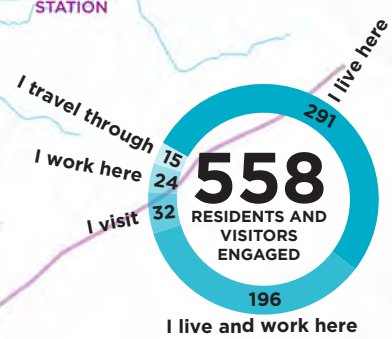 STATION
I live here
291
I travel through
15
I work here
24
I visit
32
558
RESIDENTS AND
VISITORS
ENGAGED
196
I live and work here